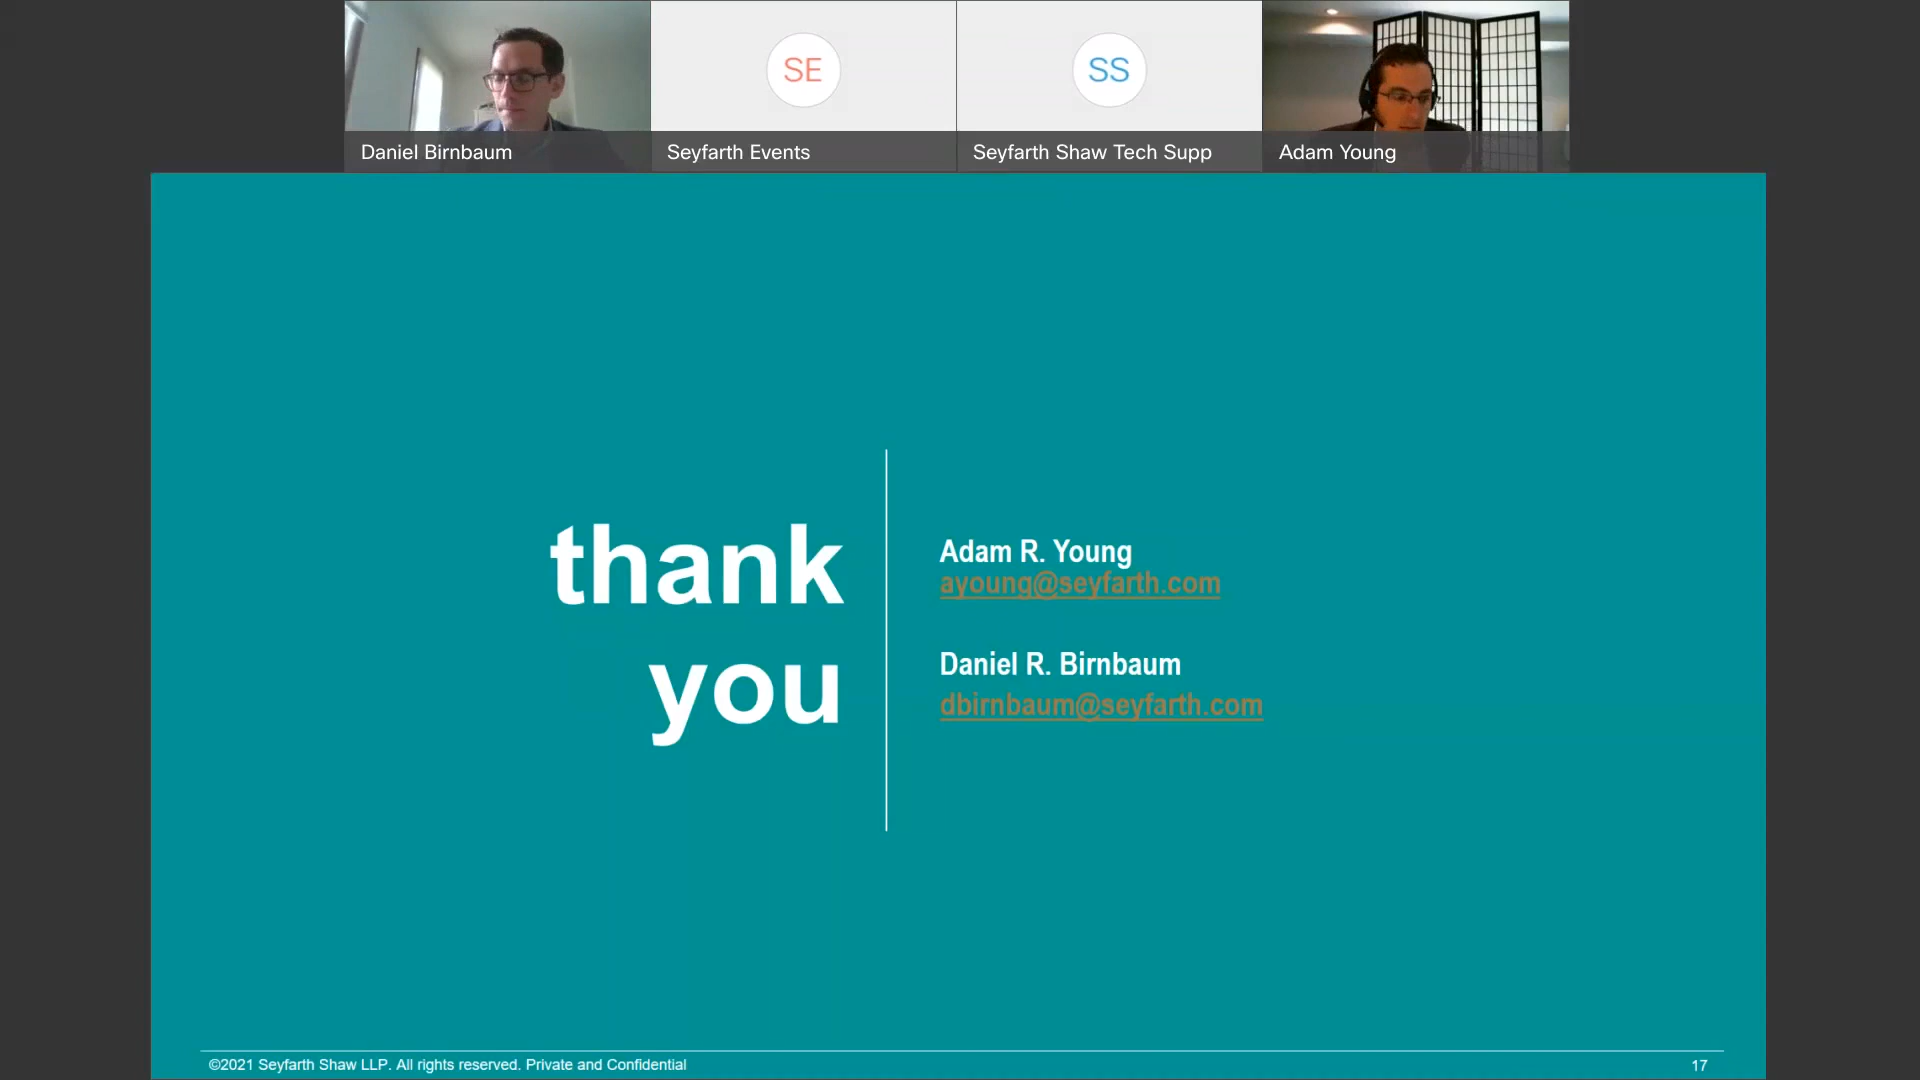 SE
SS
Daniel Birnbaum
Seyfarth Events
Seyfarth Shaw Tech Supp
Adam Young
thank
you
Adam R. Young
ayoung@seyfarth.com
Daniel R. Birnbaum
dbirnbaum@seyfarth.com
©2021 Seyfarth Shaw LLP. All rights reserved. Private and Confidential
17